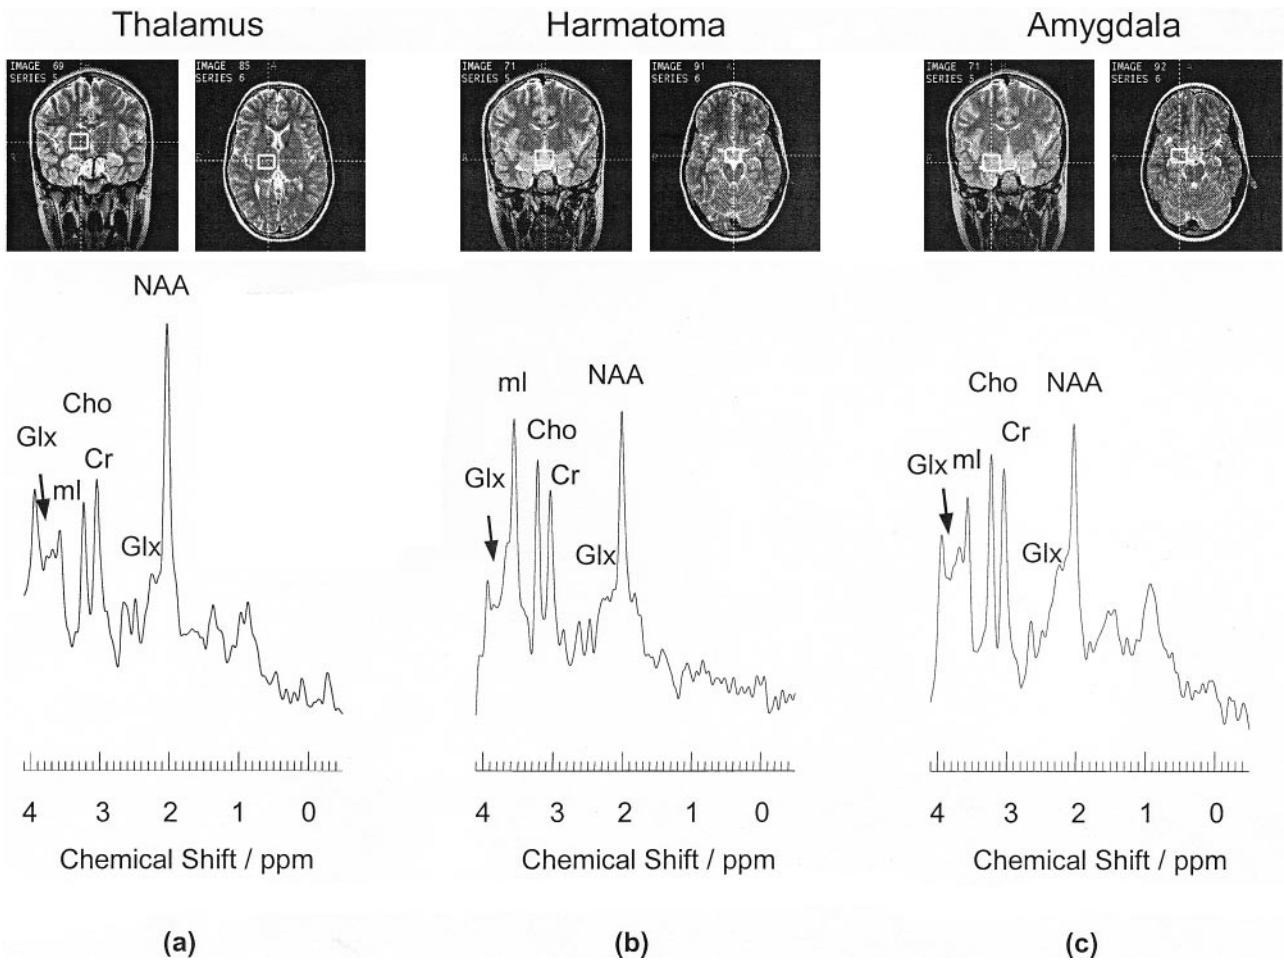 Thalamus
Harmatoma
Amygdala
IMAGE 69
SERIES 5
IMAGE 85
SERIES 6
IMAGE 71
SERIES 5
IMAGE 91
SERIES 6
IMAGE 71
SERIES 5
IMAGE 92
SERIES 6
NAA
Cho
Glx
Cr
mI
Glx
mI
NAA
Cho
Glx
Cr
Glx
Cho
NAA
Cr
Glx
mI
Glx
4 3 2 1 0
4 3 2 1 0
4 3 2 1 0
Chemical Shift / ppm
Chemical Shift / ppm
Chemical Shift / ppm
(a)
(b)
(c)